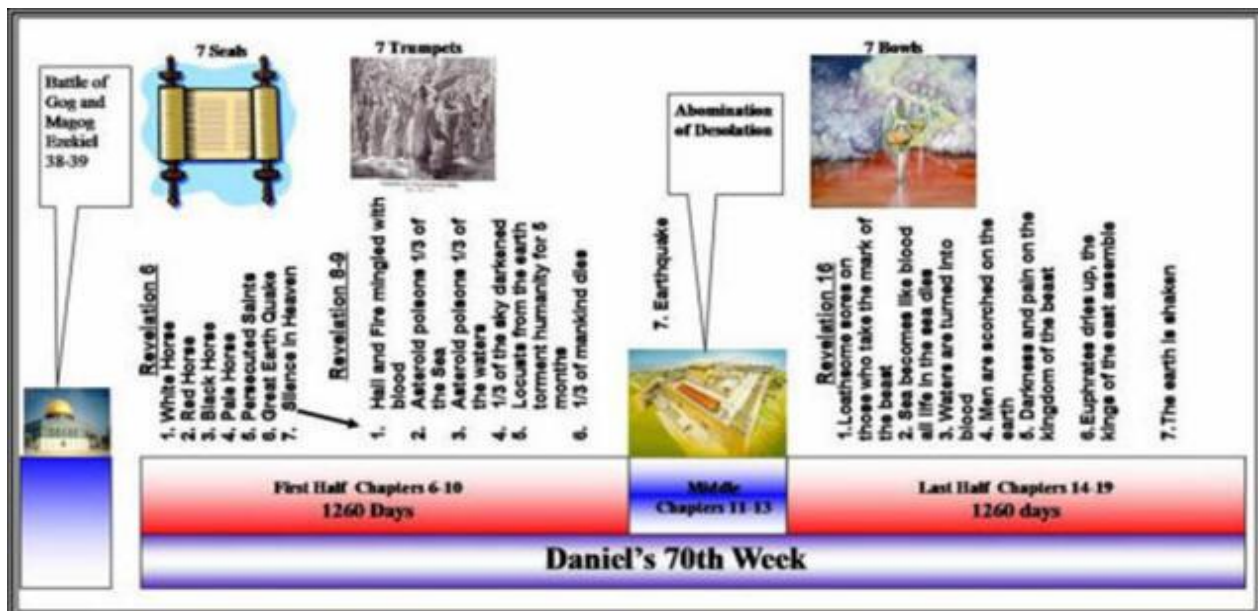 Battle of
Gog and
Magog
Ezekiel
38-39
7 Seals
Revelation 6
1. White Horse
2. Red Horse
3. Black Horse
4. Pale Horse
5. Persecuted Saints
6. Great Earth Quake
7. Silence in Heaven
7 Trumpets
Revelation 8-9
1. Hail and Fire mingled with
blood
2. Asteroid poisons 1/3 of
the Sea
3. Asteroid poisons 1/3 of
the waters
4. 1/3 of the sky darkened
5. Locusts from the earth
torment humanity for 5
months
6. 1/3 of mankind dies
7. Earthquake
Abomination
of Desolation
7 Bowls
Revelation 16
1.Loathsome sores on
those who take the mark of
the beast
2. Sea becomes like blood
all life in the sea dies
3. Waters are turned into
blood
4. Men are scorched on the
earth
5. Darkness and pain on the
kingdom of the beast
6.Euphrates dries up, the
kings of the east assemble
7.The earth is shaken
First Half Chapters 6-10
1260 Days
Middle
Chapters 11-13
Last Half Chapters 14-19
1260 days
Daniel's 70th Week